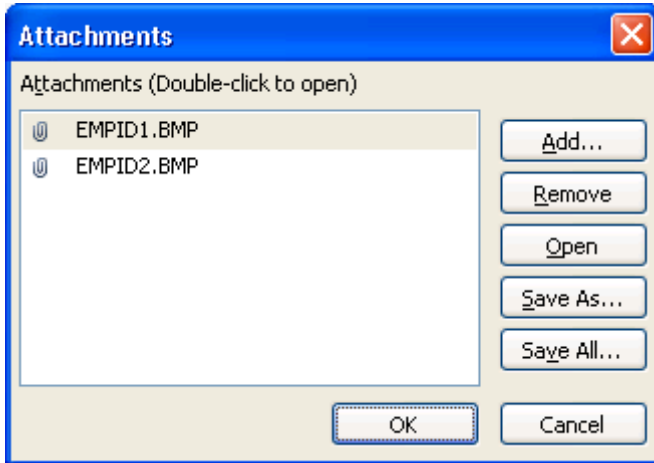 Attachments
Attachments (Double-click to open)
EMPID1.BMP
EMPID2.BMP
Add...
Remove
Open
Save As...
Save All...
OK
Cancel